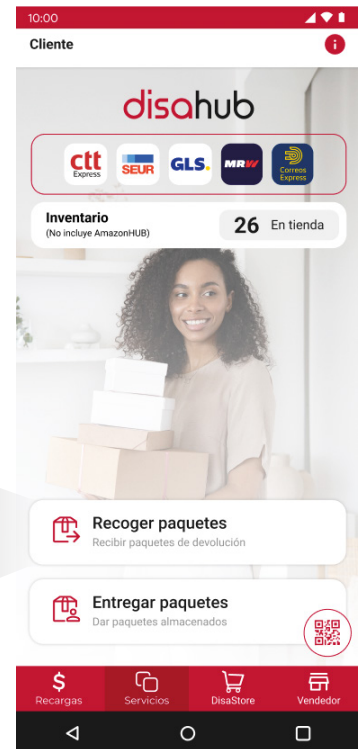 10:00
Cliente
disahub
ctt
Express
SEUR
GLS.
MRW
Correos
Express
Inventario
(No incluye AmazonHUB)
26 En tienda
Recoger paquetes
Recibir paquetes de devolución
Entregar paquetes
Dar paquetes almacenados
Recargas
Servicios
DisaStore
Vendedor